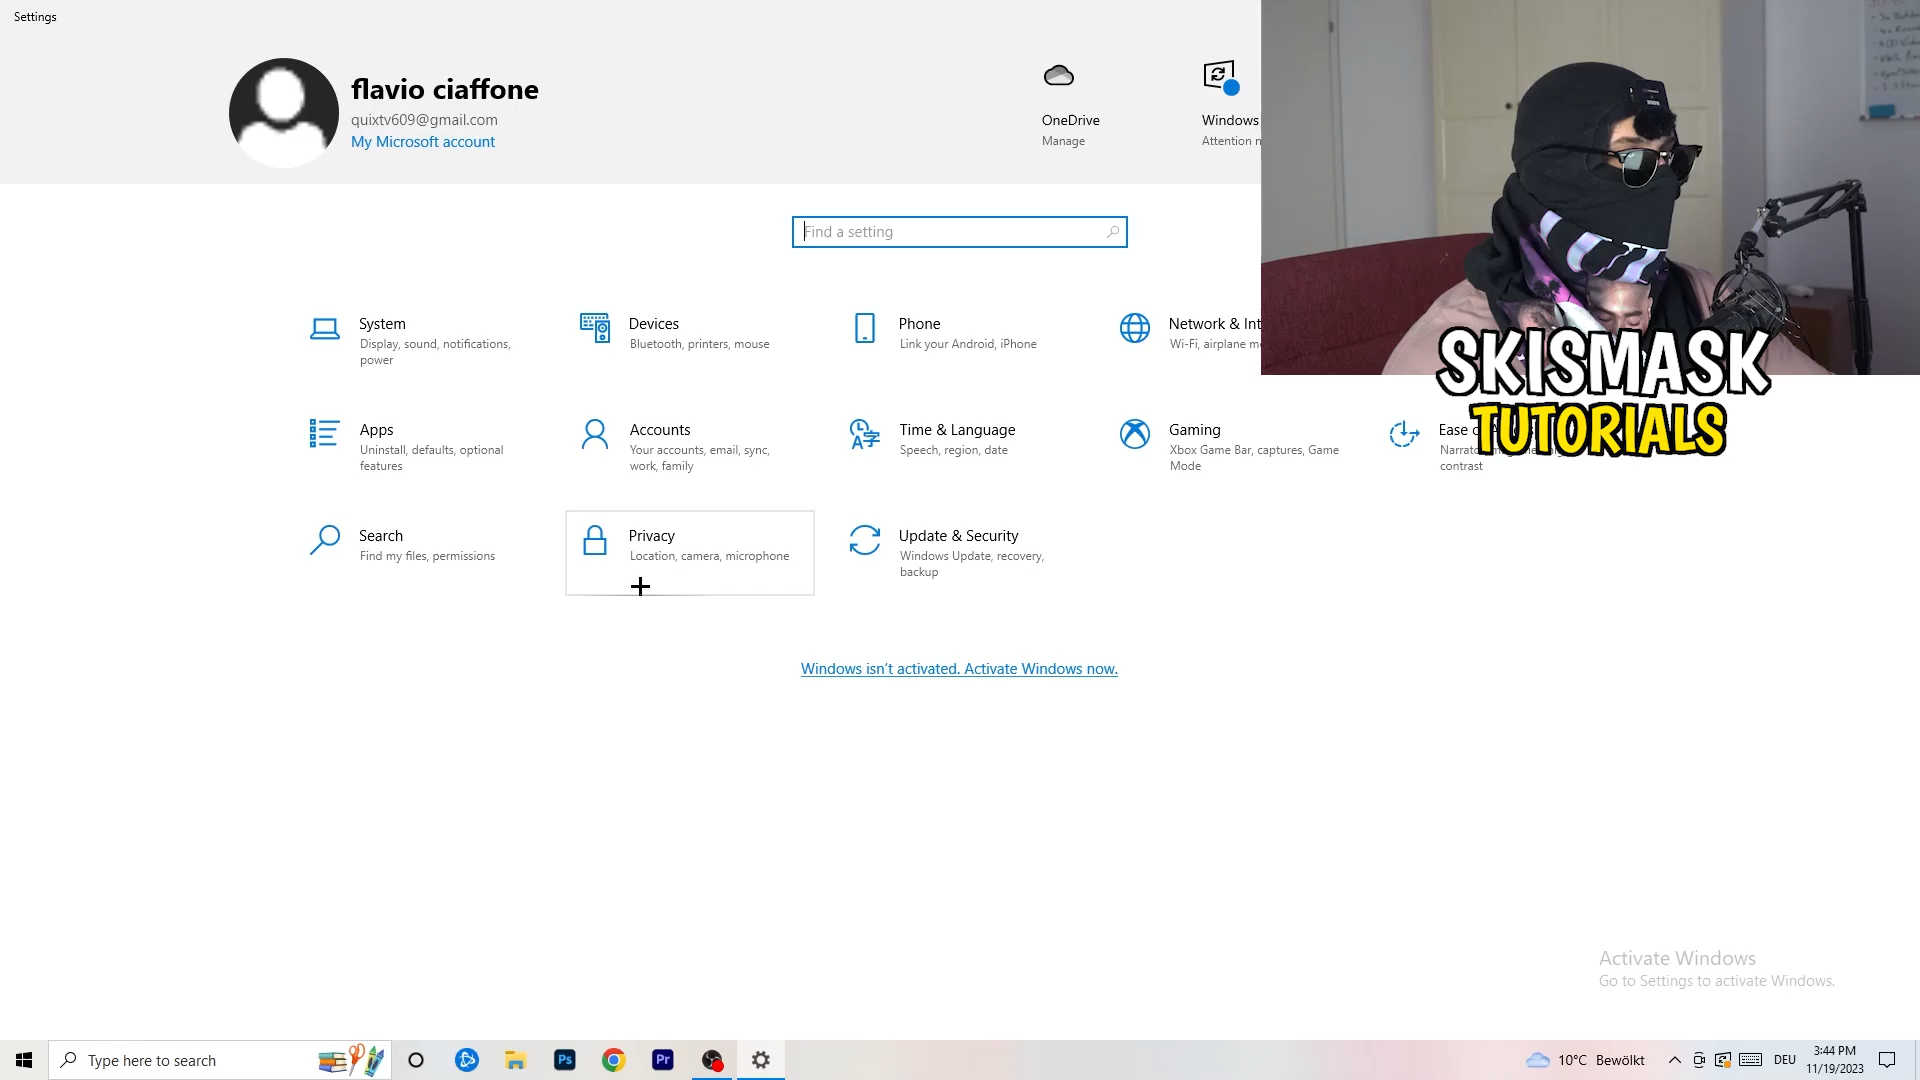 Settings
flavio ciaffone
quixtv609@gmail.com
My Microsoft account
OneDrive
Manage
Windows
Attention
Find a setting
System
Display, sound, notifications,
power
Devices
Bluetooth, printers, mouse
Phone
Link your Android, iPhone
Network & Int
Wi-Fi, airplane
SKISMASK
TUTORIALS
Apps
Uninstall, defaults, optional
features
Accounts
Your accounts, email, sync,
work, family
Time & Language
Speech, region, date
Gaming
Xbox Game Bar, captures, Game
Mode
Ease
contrast
Search
Find my files, permissions
Privacy
Location, camera, microphone
Update & Security
Windows Update, recovery,
backup
Windows isn't activated. Activate Windows now.
Activate Windows
Go to Settings to activate Windows.
Type here to search
Ps
Pr
10°C Bewölkt
DEU
3:44 PM
11/19/2023